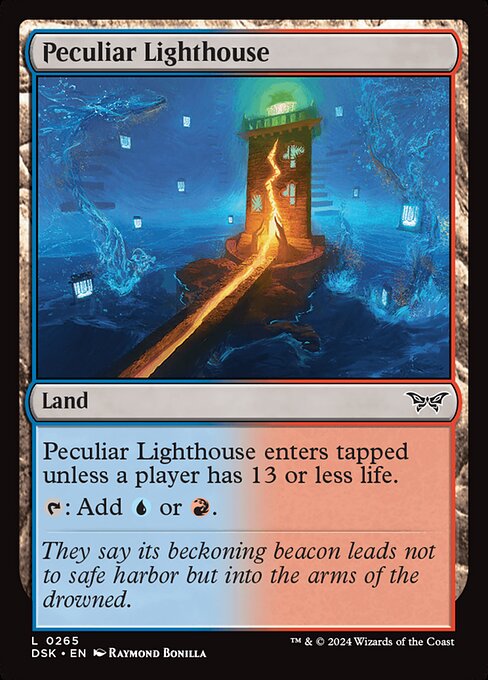 Peculiar Lighthouse
Land
Peculiar Lighthouse enters tapped
unless a player has 13 or less life.
: Add or .
They say its beckoning beacon leads not
to safe harbor but into the arms of the
drowned.
L 0265
DSK • EN Raymond Bonilla
™ & © 2024 Wizards of the Coast